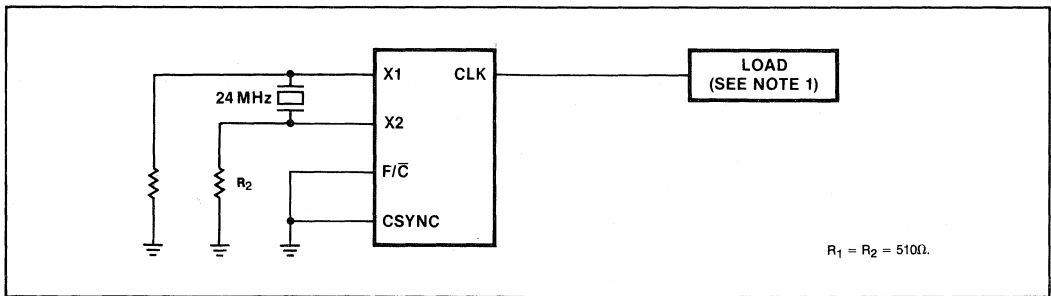 X1 CLK
LOAD
(SEE NOTE 1)
24 MHz
X2
F/C̅
R₂
CSYNC
R₁ = R₂ = 510Ω.